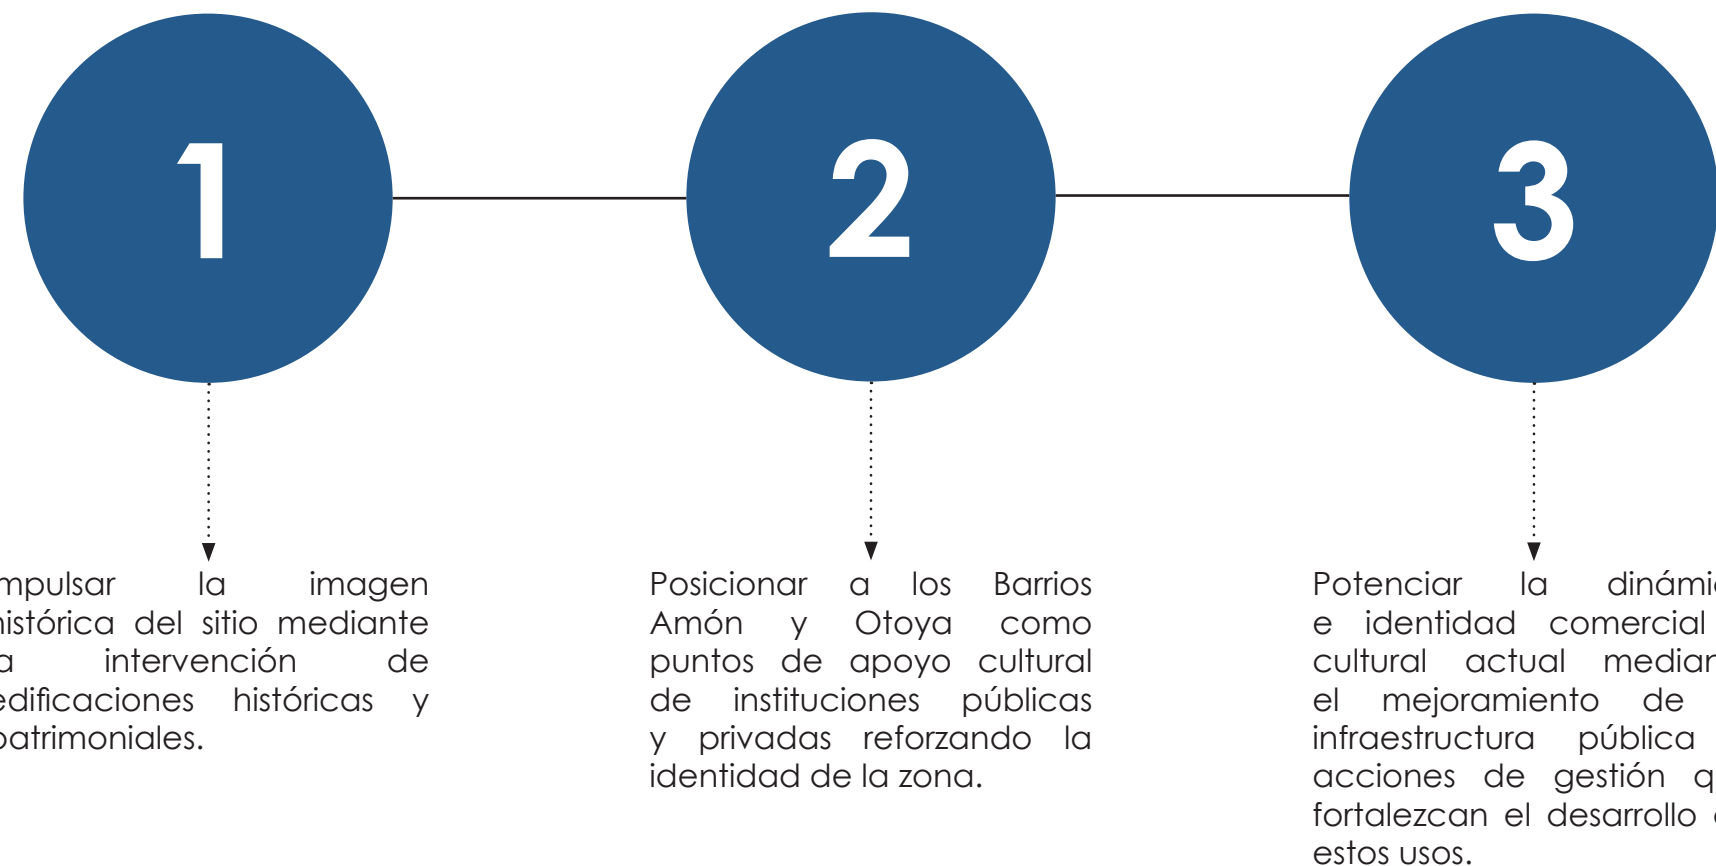 1
mpulsar la imagen
histórica del sitio mediante
a intervención de
edificaciones históricas y
patrimoniales.
2
Posicionar a los Barrios
Amón y Otoya como
puntos de apoyo cultural
de instituciones públicas
y privadas reforzando la
identidad de la zona.
3
Potenciar la dinámi
e identidad comercial
cultural actual median
el mejoramiento de
infraestructura pública
acciones de gestión q
fortalezcan el desarrollo
estos usos.